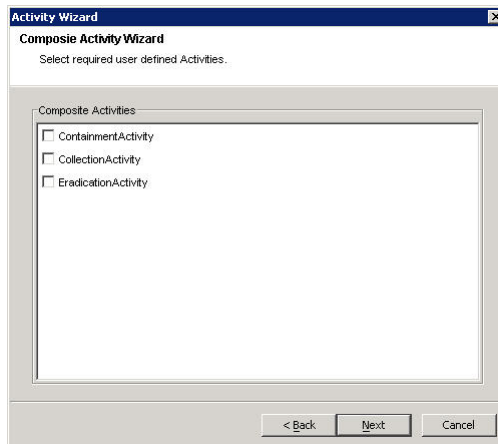 Activity Wizard
Composie Activity Wizard
Select required user defined Activities.
Composite Activities
ContainmentActivity
CollectionActivity
EradicationActivity
< Back
Next
Cancel